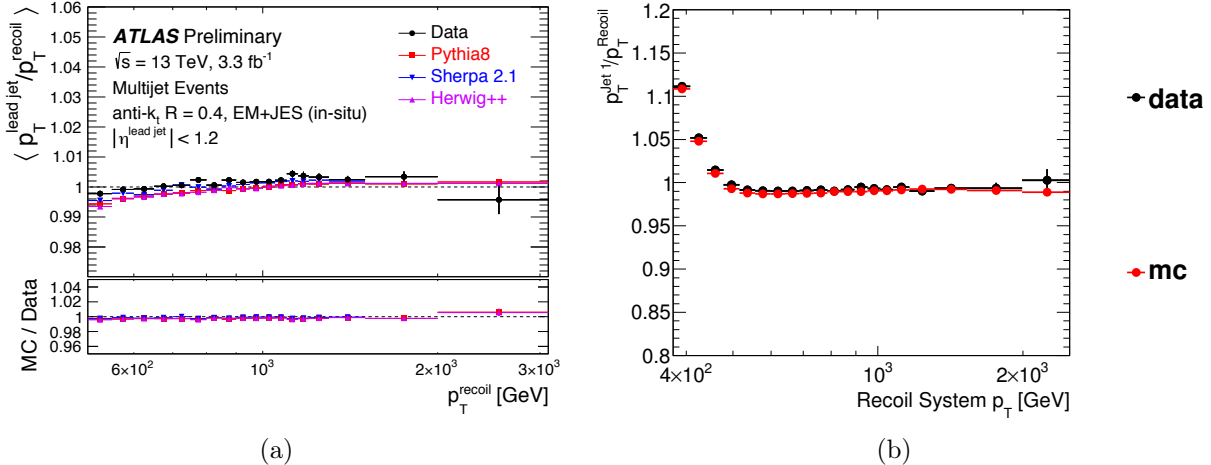 ⟨ p_T^lead jet / p_T^recoil ⟩
1.06
1.05
1.04
1.03
1.02
1.01
1
0.99
0.98
0.97
ATLAS Preliminary
√s = 13 TeV, 3.3 fb⁻¹
Multijet Events
anti-k_t R = 0.4, EM+JES (in-situ)
|η^lead jet| < 1.2
Data
Pythia8
Sherpa 2.1
Herwig++
MC / Data
1.04
1.02
1
0.98
0.96
6×10² 10³ 2×10³ 3×10³
p_T^recoil [GeV]
(a)
p_T^Jet 1/p_T^Recoil
1.2
1.15
1.1
1.05
1
0.95
0.9
0.85
0.8
4×10² 10³ 2×10³
Recoil System p_T [GeV]
data
mc
(b)